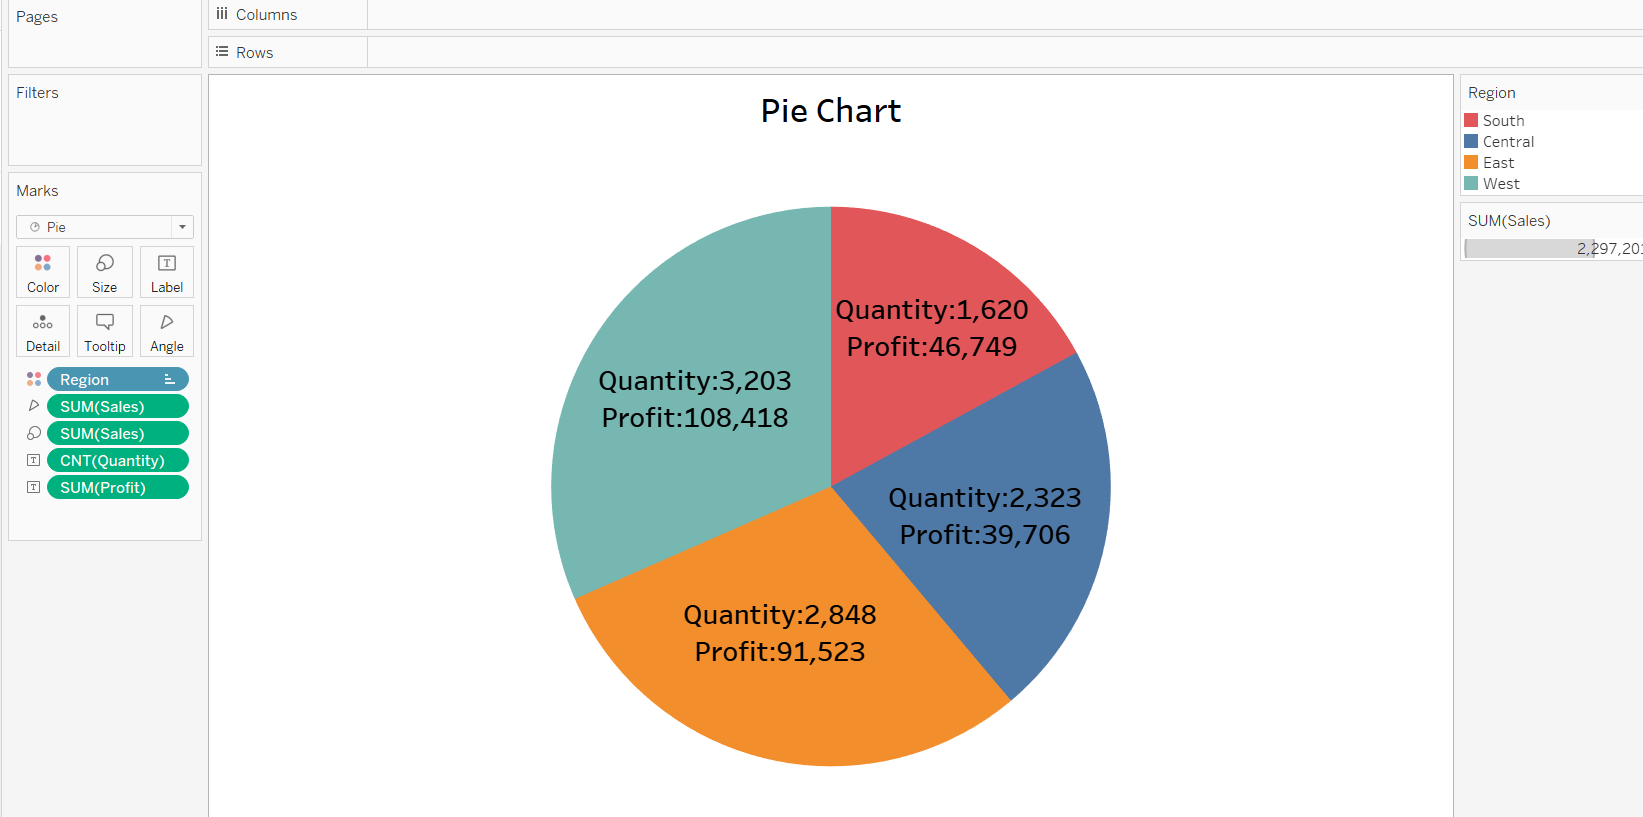 Pages
Columns
Rows
Filters
Marks
Pie
Color
Size
Label
Detail
Tooltip
Angle
Region
SUM(Sales)
SUM(Sales)
CNT(Quantity)
SUM(Profit)
Pie Chart
Quantity:1,620
Profit:46,749
Quantity:3,203
Profit:108,418
Quantity:2,323
Profit:39,706
Quantity:2,848
Profit:91,523
Region
South
Central
East
West
SUM(Sales)